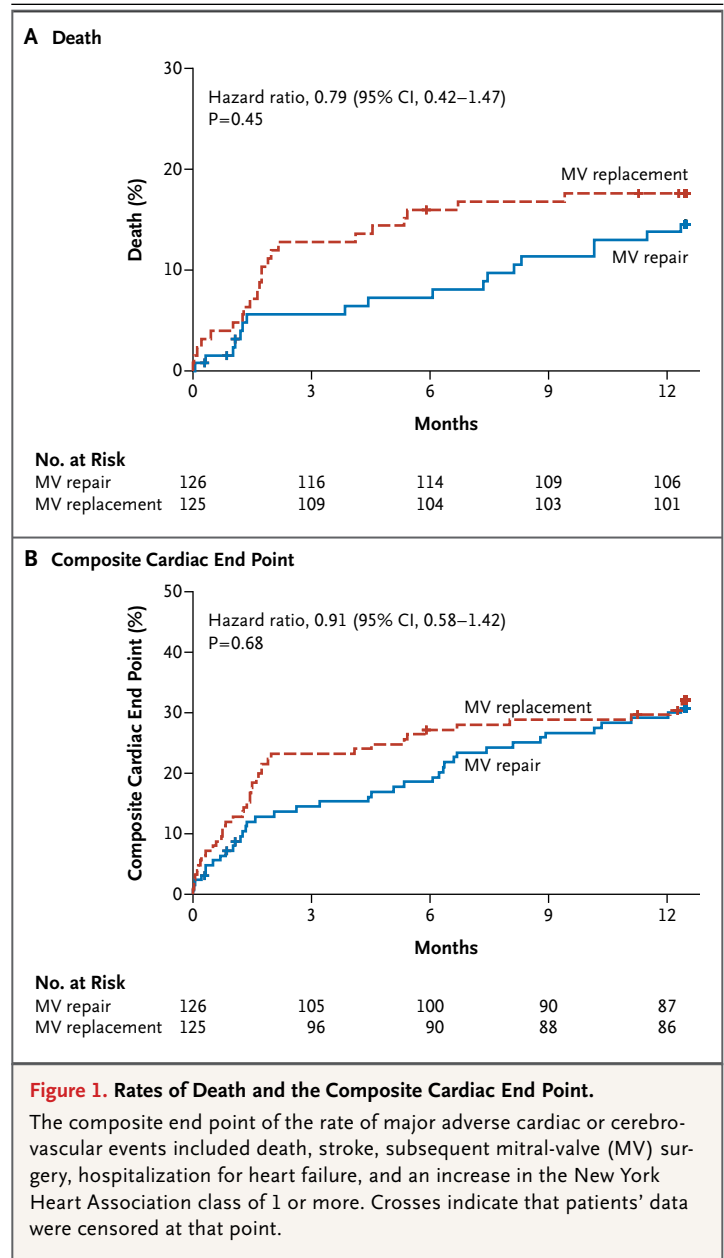 A Death
30
20
10
0
Death (%)
Hazard ratio, 0.79 (95% CI, 0.42–1.47)
P=0.45
MV replacement
MV repair
0 3 6 9 12
Months
No. at Risk
MV repair 126 116 114 109 106
MV replacement 125 109 104 103 101
B Composite Cardiac End Point
50
40
30
20
10
0
Composite Cardiac End Point (%)
Hazard ratio, 0.91 (95% CI, 0.58–1.42)
P=0.68
MV replacement
MV repair
0 3 6 9 12
Months
No. at Risk
MV repair 126 105 100 90 87
MV replacement 125 96 90 88 86
Figure 1. Rates of Death and the Composite Cardiac End Point.
The composite end point of the rate of major adverse cardiac or cerebro-
vascular events included death, stroke, subsequent mitral-valve (MV) sur-
gery, hospitalization for heart failure, and an increase in the New York
Heart Association class of 1 or more. Crosses indicate that patients’ data
were censored at that point.